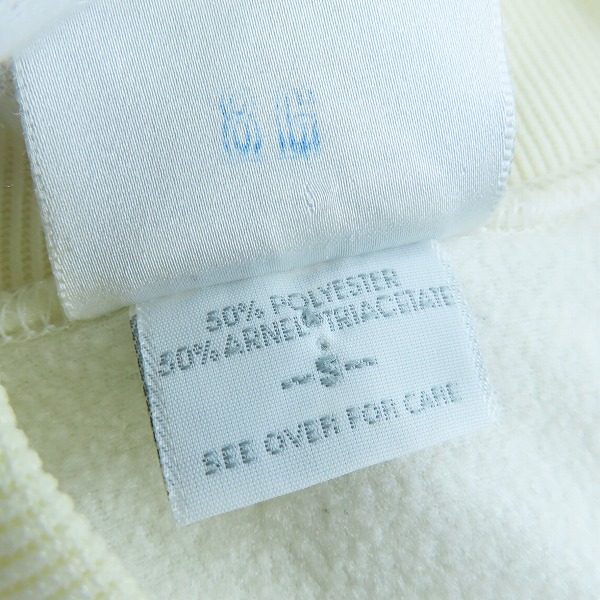 50% POLYESTER
&
50% ARNEL TRIACETATE
-S-
SEE OVER FOR CARE